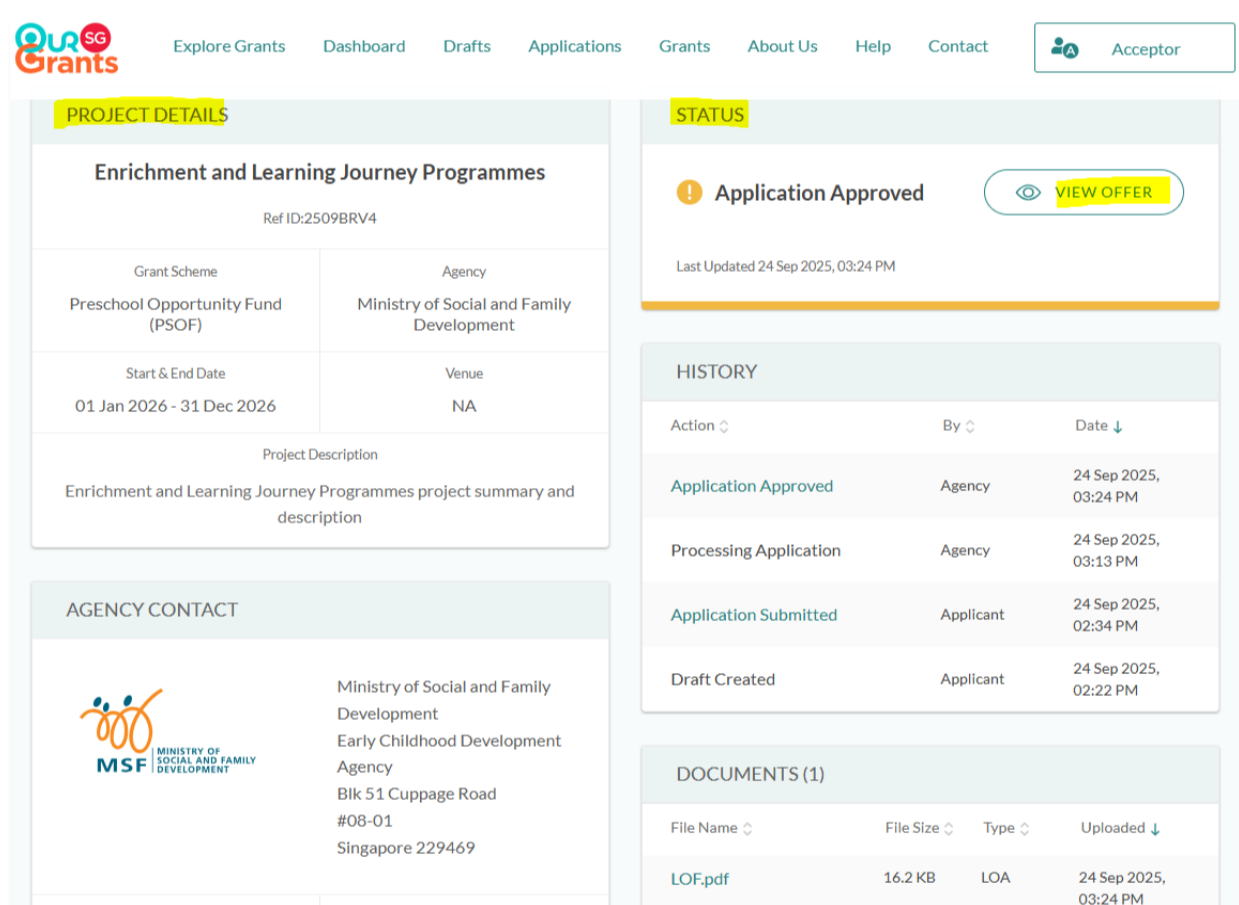 OUR SG
Grants
Explore Grants
Dashboard
Drafts
Applications
Grants
About Us
Help
Contact
A
Acceptor
PROJECT DETAILS
Enrichment and Learning Journey Programmes
Ref ID:2509BRV4
Grant Scheme
Preschool Opportunity Fund
(PSOF)
Agency
Ministry of Social and Family
Development
Start & End Date
01 Jan 2026 - 31 Dec 2026
Venue
NA
Project Description
Enrichment and Learning Journey Programmes project summary and
description
AGENCY CONTACT
MSF
MINISTRY OF
SOCIAL AND FAMILY
DEVELOPMENT
Ministry of Social and Family
Development
Early Childhood Development
Agency
Blk 51 Cuppage Road
#08-01
Singapore 229469
STATUS
! Application Approved
VIEW OFFER
Last Updated 24 Sep 2025, 03:24 PM
HISTORY
Action By Date ↓
Application Approved Agency 24 Sep 2025,
03:24 PM
Processing Application Agency 24 Sep 2025,
03:13 PM
Application Submitted Applicant 24 Sep 2025,
02:34 PM
Draft Created Applicant 24 Sep 2025,
02:22 PM
DOCUMENTS (1)
File Name File Size Type Uploaded ↓
LOF.pdf 16.2 KB LOA 24 Sep 2025,
03:24 PM